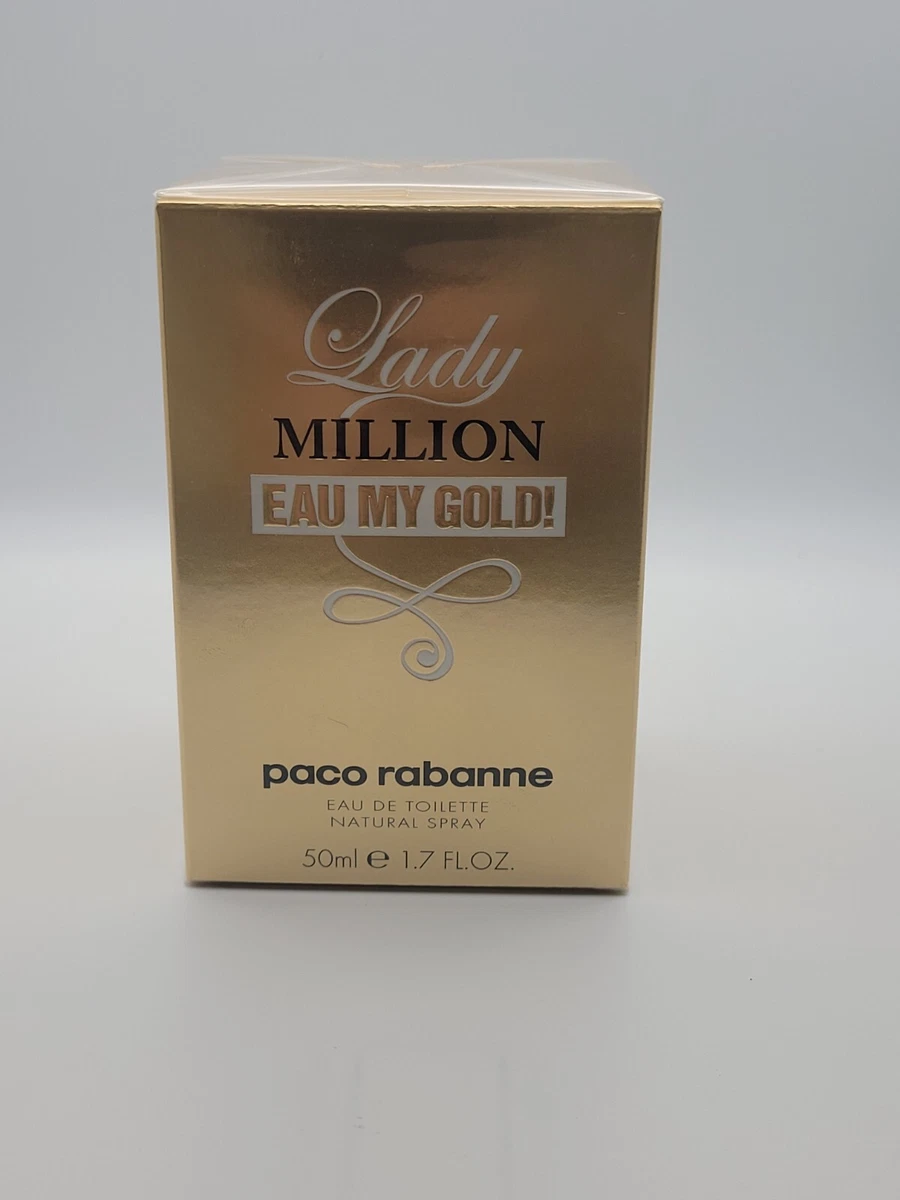 Lady
MILLION
EAU MY GOLD!
paco rabanne
EAU DE TOILETTE
NATURAL SPRAY
50ml e 1.7 FL.OZ.